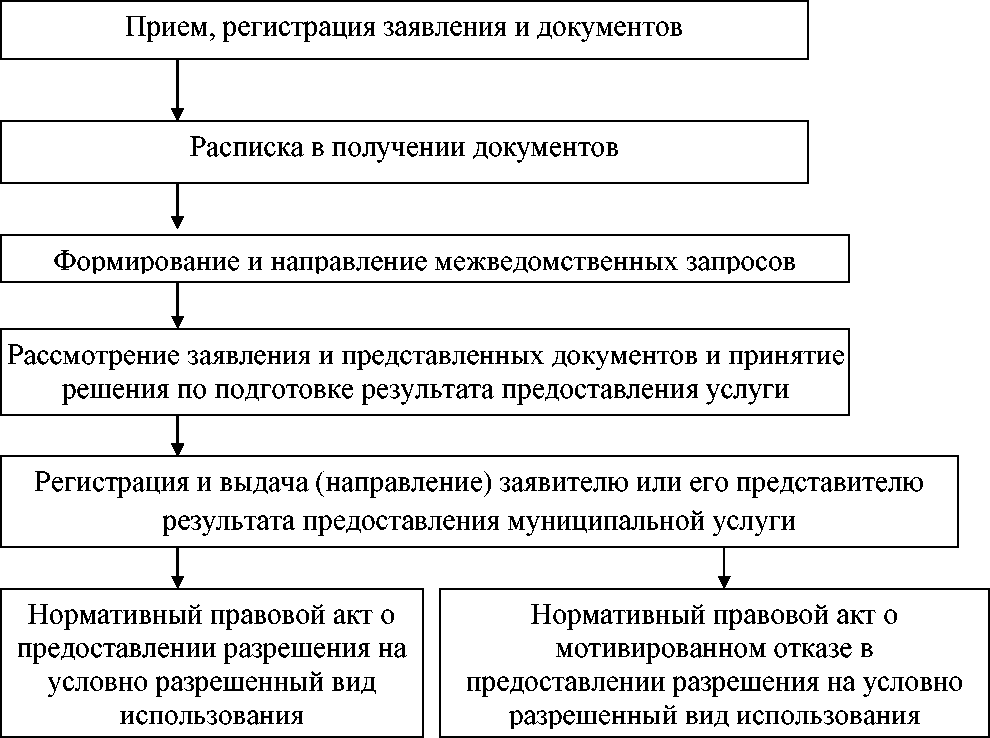 Прием, регистрация заявления и документов
Расписка в получении документов
Формирование и направление межведомственных запросов
Рассмотрение заявления и представленных документов и принятие
решения по подготовке результата предоставления услуги
Регистрация и выдача (направление) заявителю или его представителю
результата предоставления муниципальной услуги
Нормативный правовой акт о
предоставлении разрешения на
условно разрешенный вид
использования
Нормативный правовой акт о
мотивированном отказе в
предоставлении разрешения на условно
разрешенный вид использования